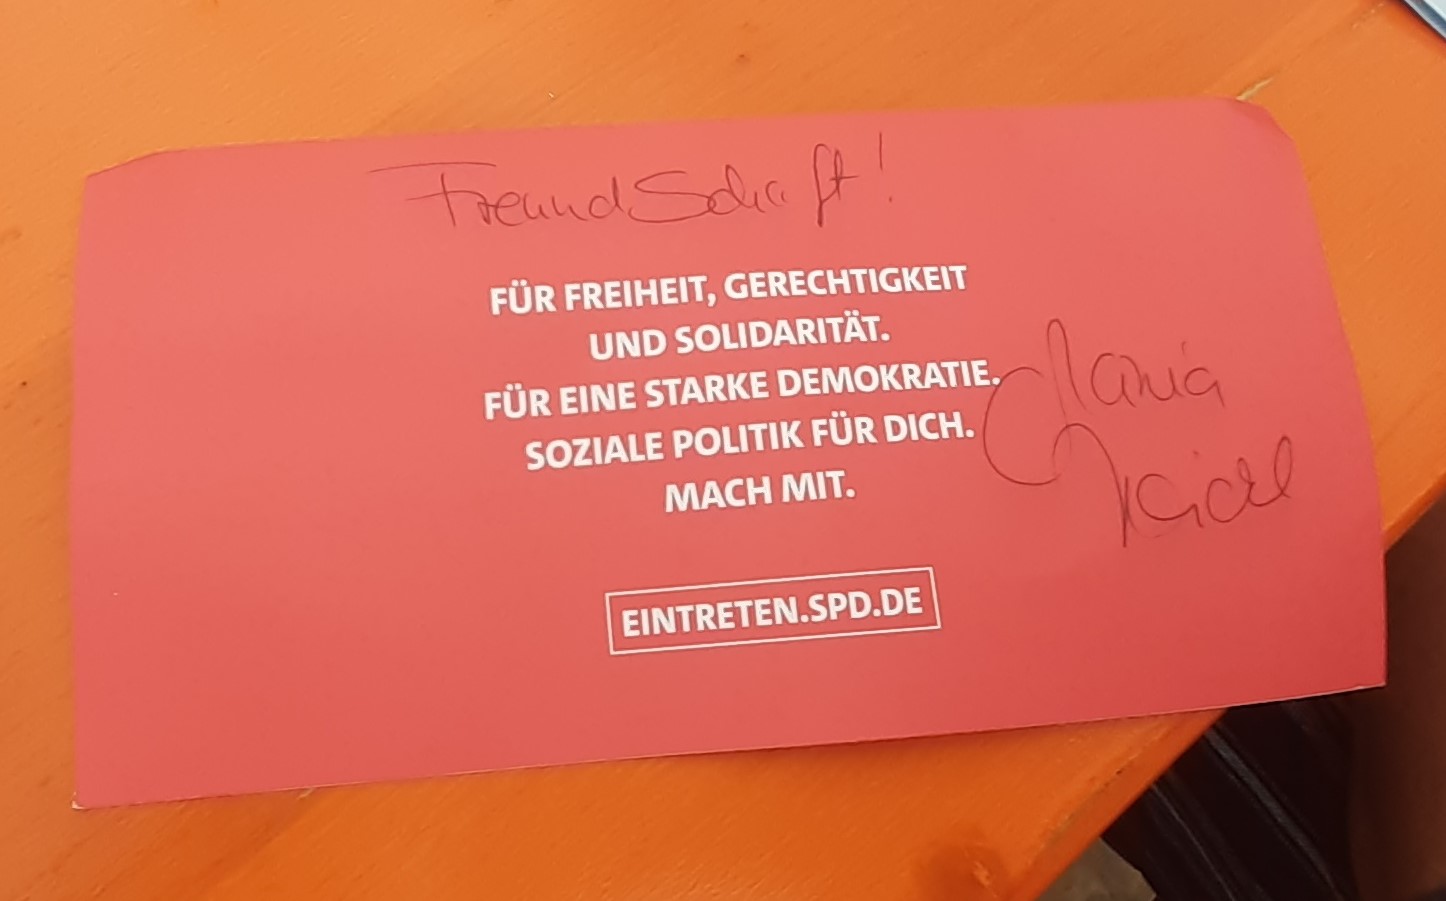 Freundschaft!
FÜR FREIHEIT, GERECHTIGKEIT
UND SOLIDARITÄT.
FÜR EINE STARKE DEMOKRATIE.
SOZIALE POLITIK FÜR DICH.
MACH MIT.
Maria
EINTRETEN.SPD.DE